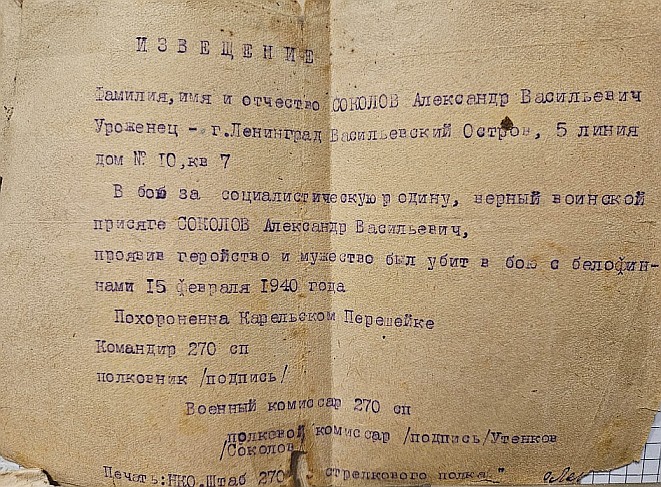 ИЗВЕЩЕНИЕ
Фамилия, имя и отчество СОКОЛОВ Александр Васильевич
Уроженец - г.Ленинград Васильевский Остров, 5 линия
дом № 10, кв 7
В бою за социалистическую родину, верный воинской
присяге СОКОЛОВ Александр Васильевич,
проявив геройство и мужество был убит в бою с белофин-
нами 15 февраля 1940 года
Похороненна Карельском Перешейке
Командир 270 сп
полковник /подпись/
Военный комиссар 270 сп
полковой комиссар /подпись/Утенков
/Соколов/
Печать: НКО.Штаб 270 стрелкового полка."